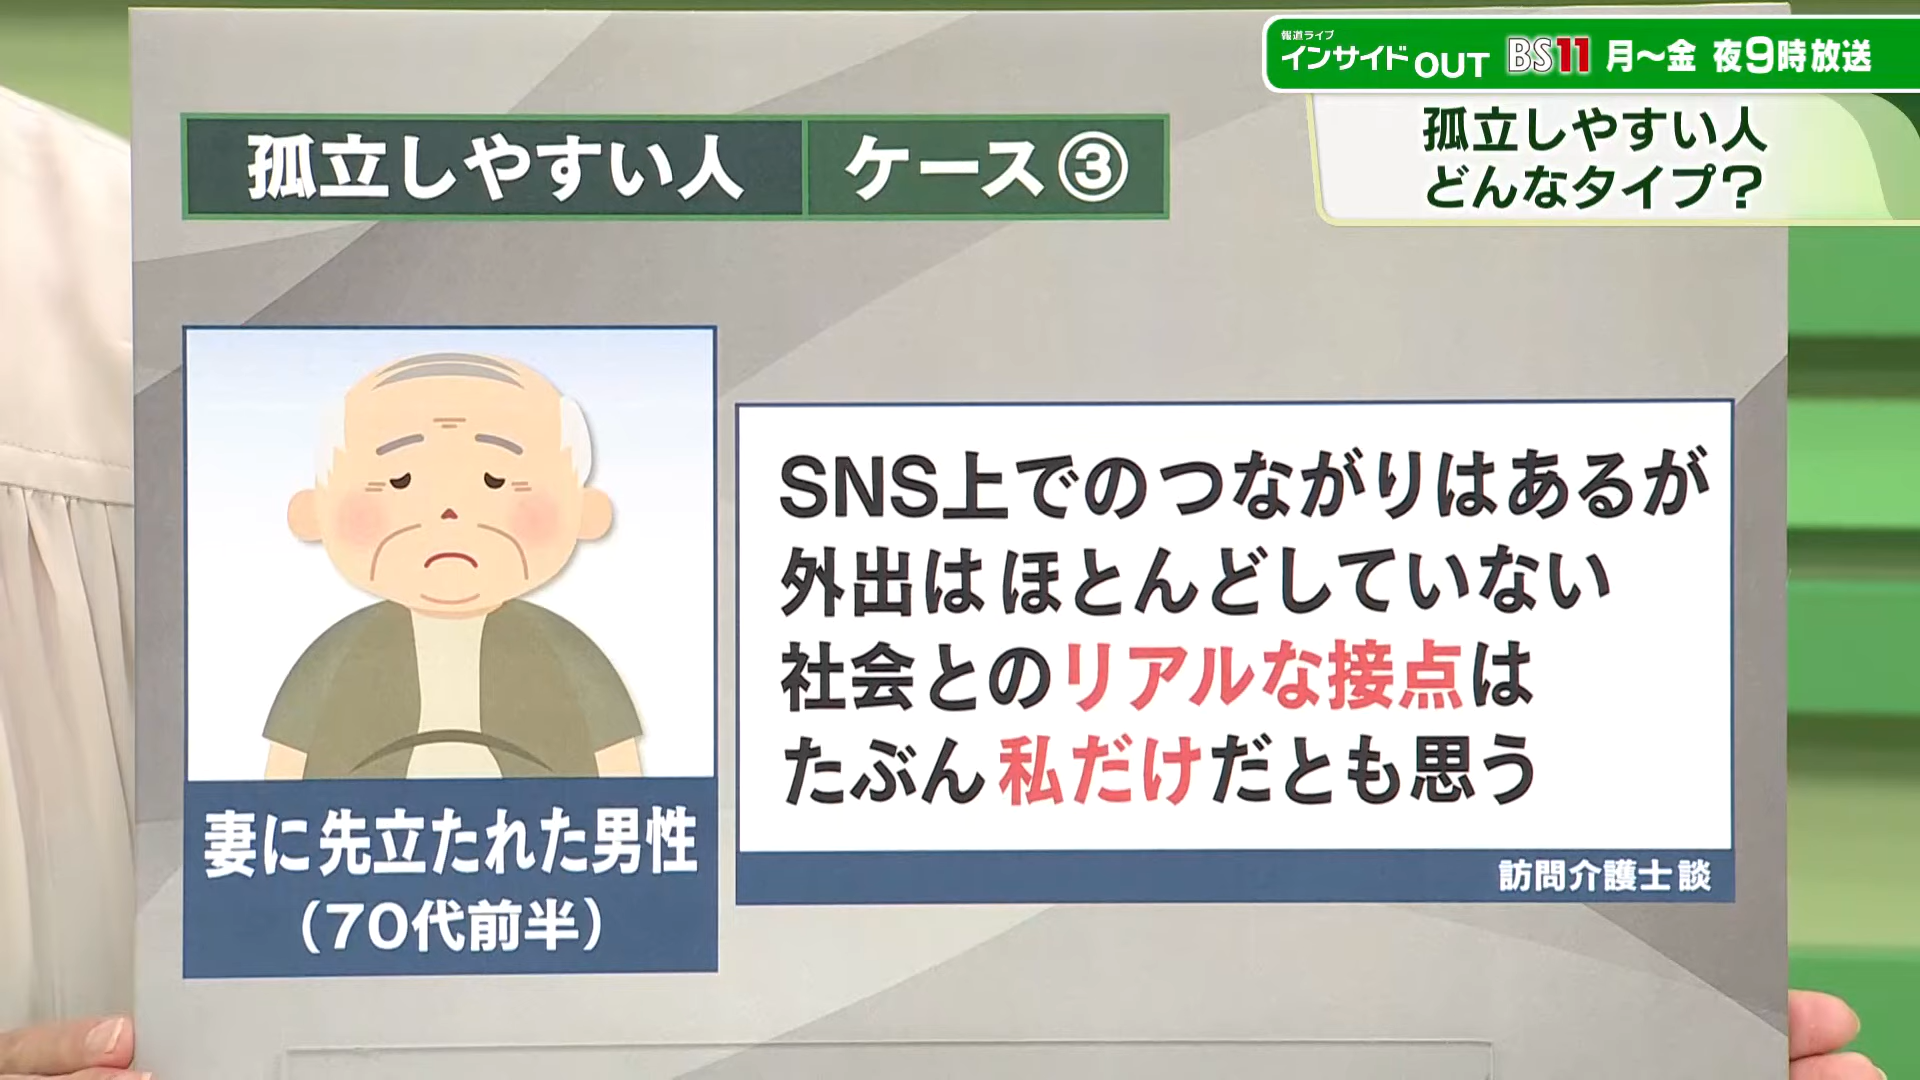 報道ライブ
インサイドOUT BS11 月〜金 夜9時放送
孤立しやすい人
どんなタイプ？
孤立しやすい人 ケース③
SNS上でのつながりはあるが
外出はほとんどしていない
社会とのリアルな接点は
たぶん私だけだとも思う
訪問介護士談
妻に先立たれた男性
(70代前半)